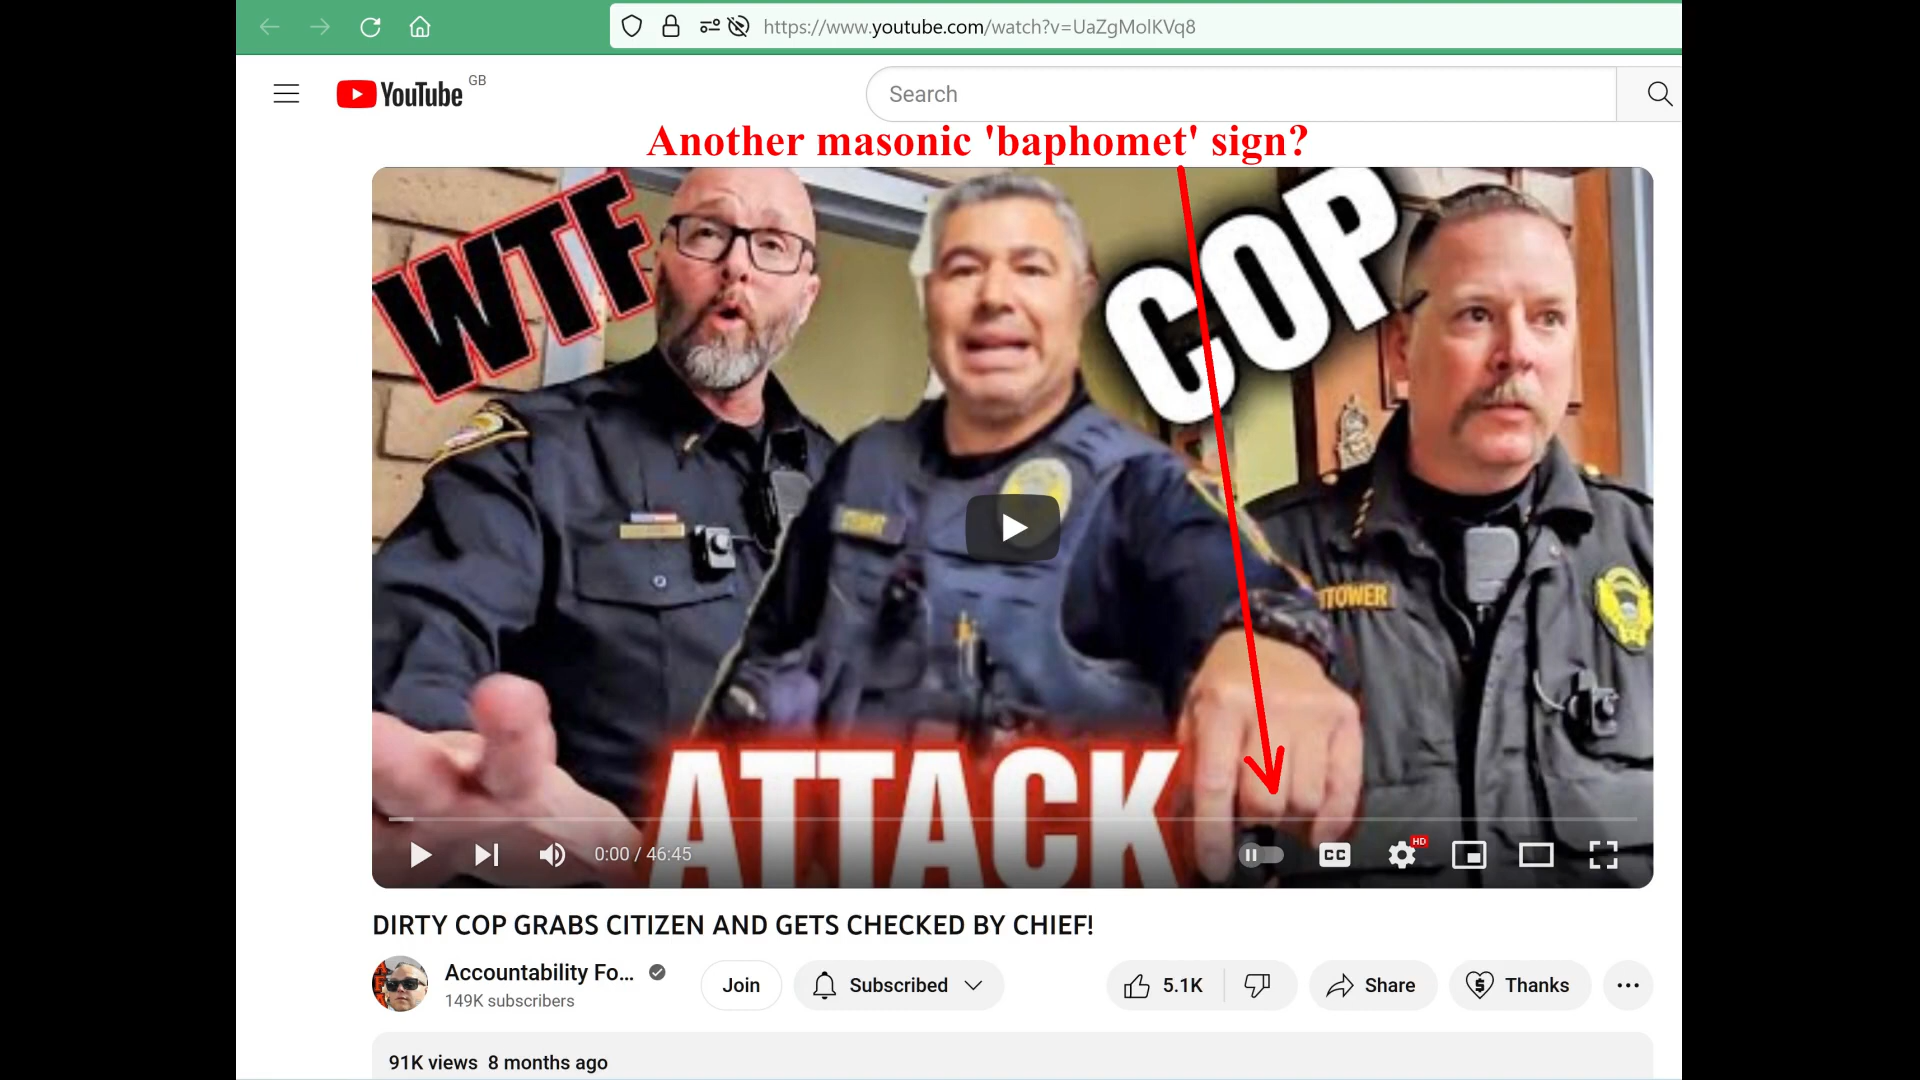 https://www.youtube.com/watch?v=UaZgMolKVq8
YouTube GB
Search
Another masonic 'baphomet' sign?
WTF
COP
TOWER
ATTACK
0:00 / 46:45
CC
HD
DIRTY COP GRABS CITIZEN AND GETS CHECKED BY CHIEF!
Accountability Fo...
149K subscribers
Join
Subscribed
5.1K
Share
Thanks
91K views 8 months ago